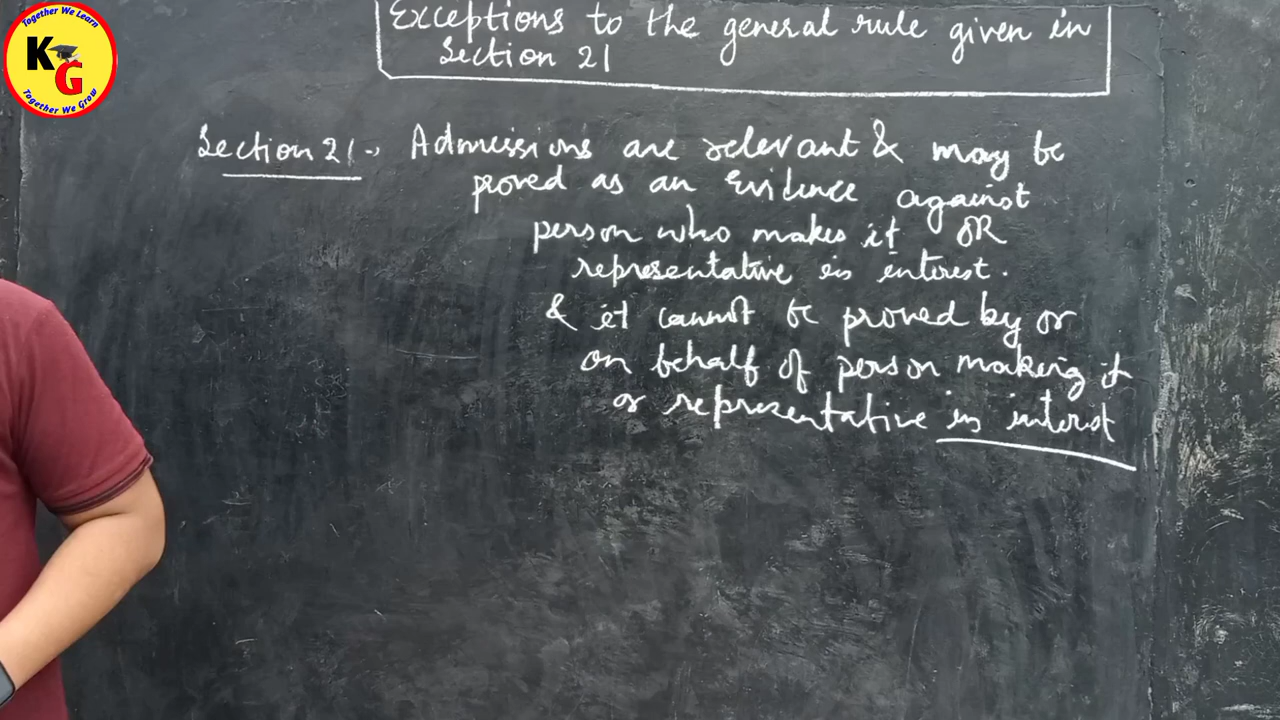 Together We Learn
KG
Together We Grow
Exceptions to the general rule given in
Section 21
Section 21 -, Admissions are relevant & may be
proved as an Evidence against
person who makes it OR
representative in interest.
& it cannot be proved by or
on behalf of person making it
or representative in interest